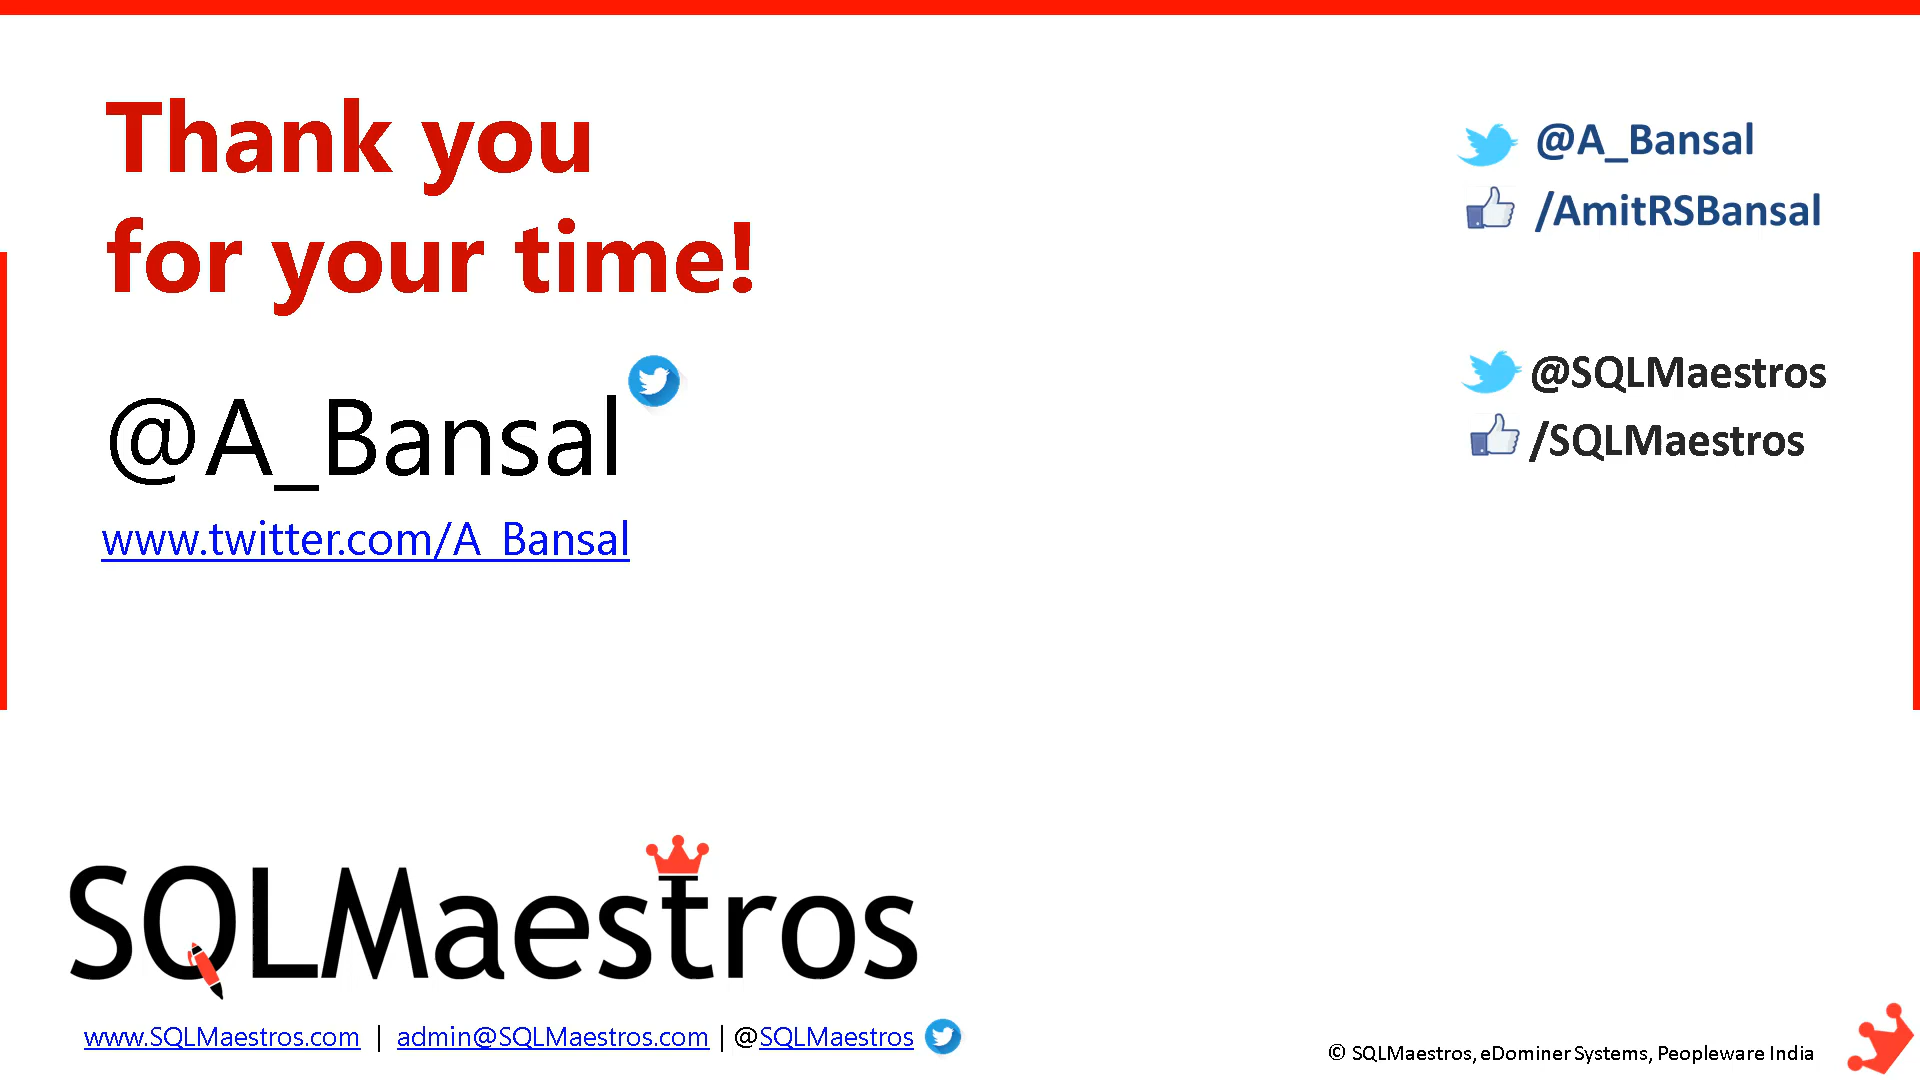 Thank you
for your time!
@A_Bansal
www.twitter.com/A_Bansal
@A_Bansal
/AmitRSBansal
@SQLMaestros
/SQLMaestros
SQLMaestros
www.SQLMaestros.com | admin@SQLMaestros.com | @SQLMaestros
© SQLMaestros, eDominer Systems, Peopleware India